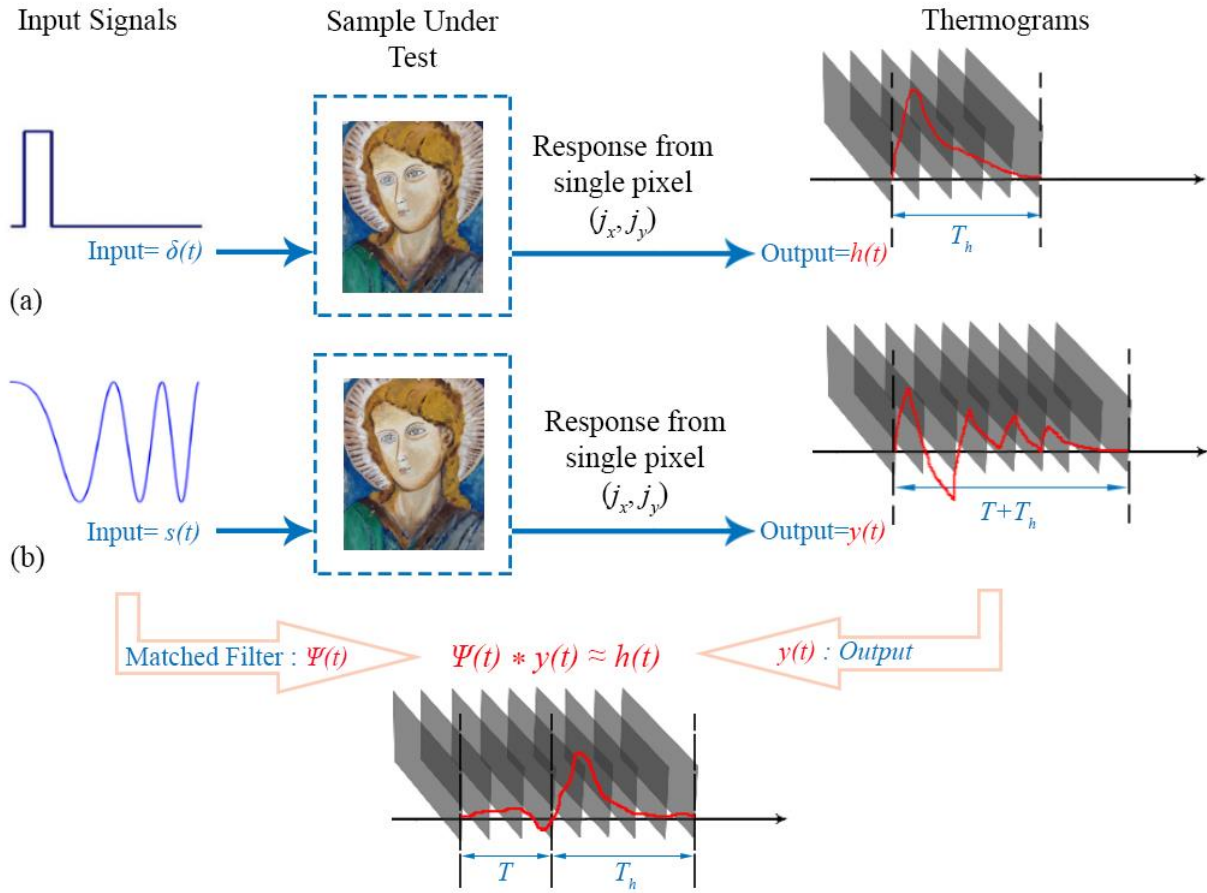 Input Signals
Sample Under
Test
Thermograms
Response from
single pixel
(jx, jy)
Input= δ(t)
Output=h(t)
Th
(a)
Response from
single pixel
(jx, jy)
Input= s(t)
Output=y(t)
T+Th
(b)
Matched Filter : Ψ(t)
Ψ(t) * y(t) ≈ h(t)
y(t) : Output
T
Th